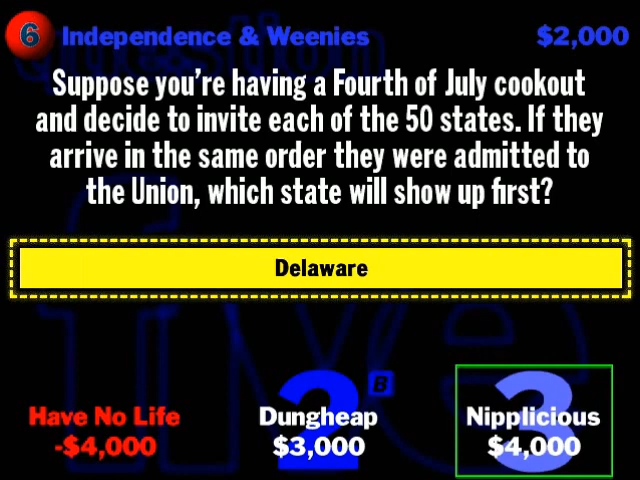 6 Independence & Weenies $2,000
Suppose you're having a Fourth of July cookout
and decide to invite each of the 50 states. If they
arrive in the same order they were admitted to
the Union, which state will show up first?
Delaware
Have No Life
-$4,000
2 B
Dungheap
$3,000
3
Nipplicious
$4,000
question
five